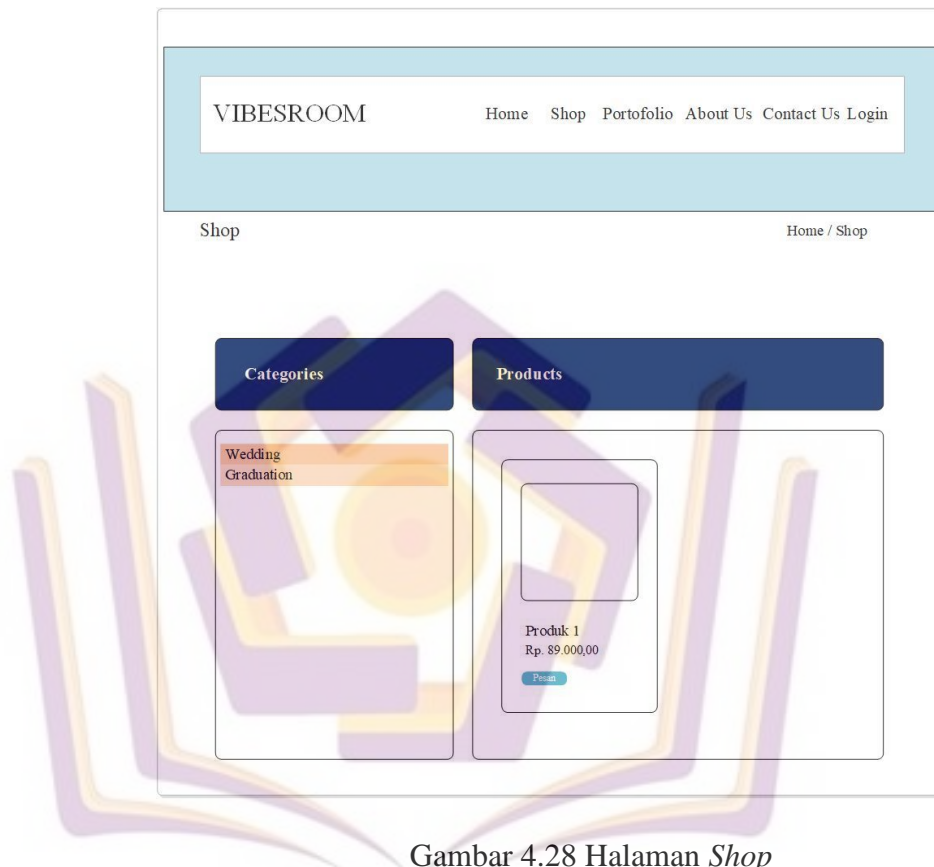 VIBESROOM Home Shop Portofolio About Us Contact Us Login
Shop Home / Shop
Categories Products
Wedding
Graduation
Produk 1
Rp. 89.000,00
Pesan
Gambar 4.28 Halaman Shop